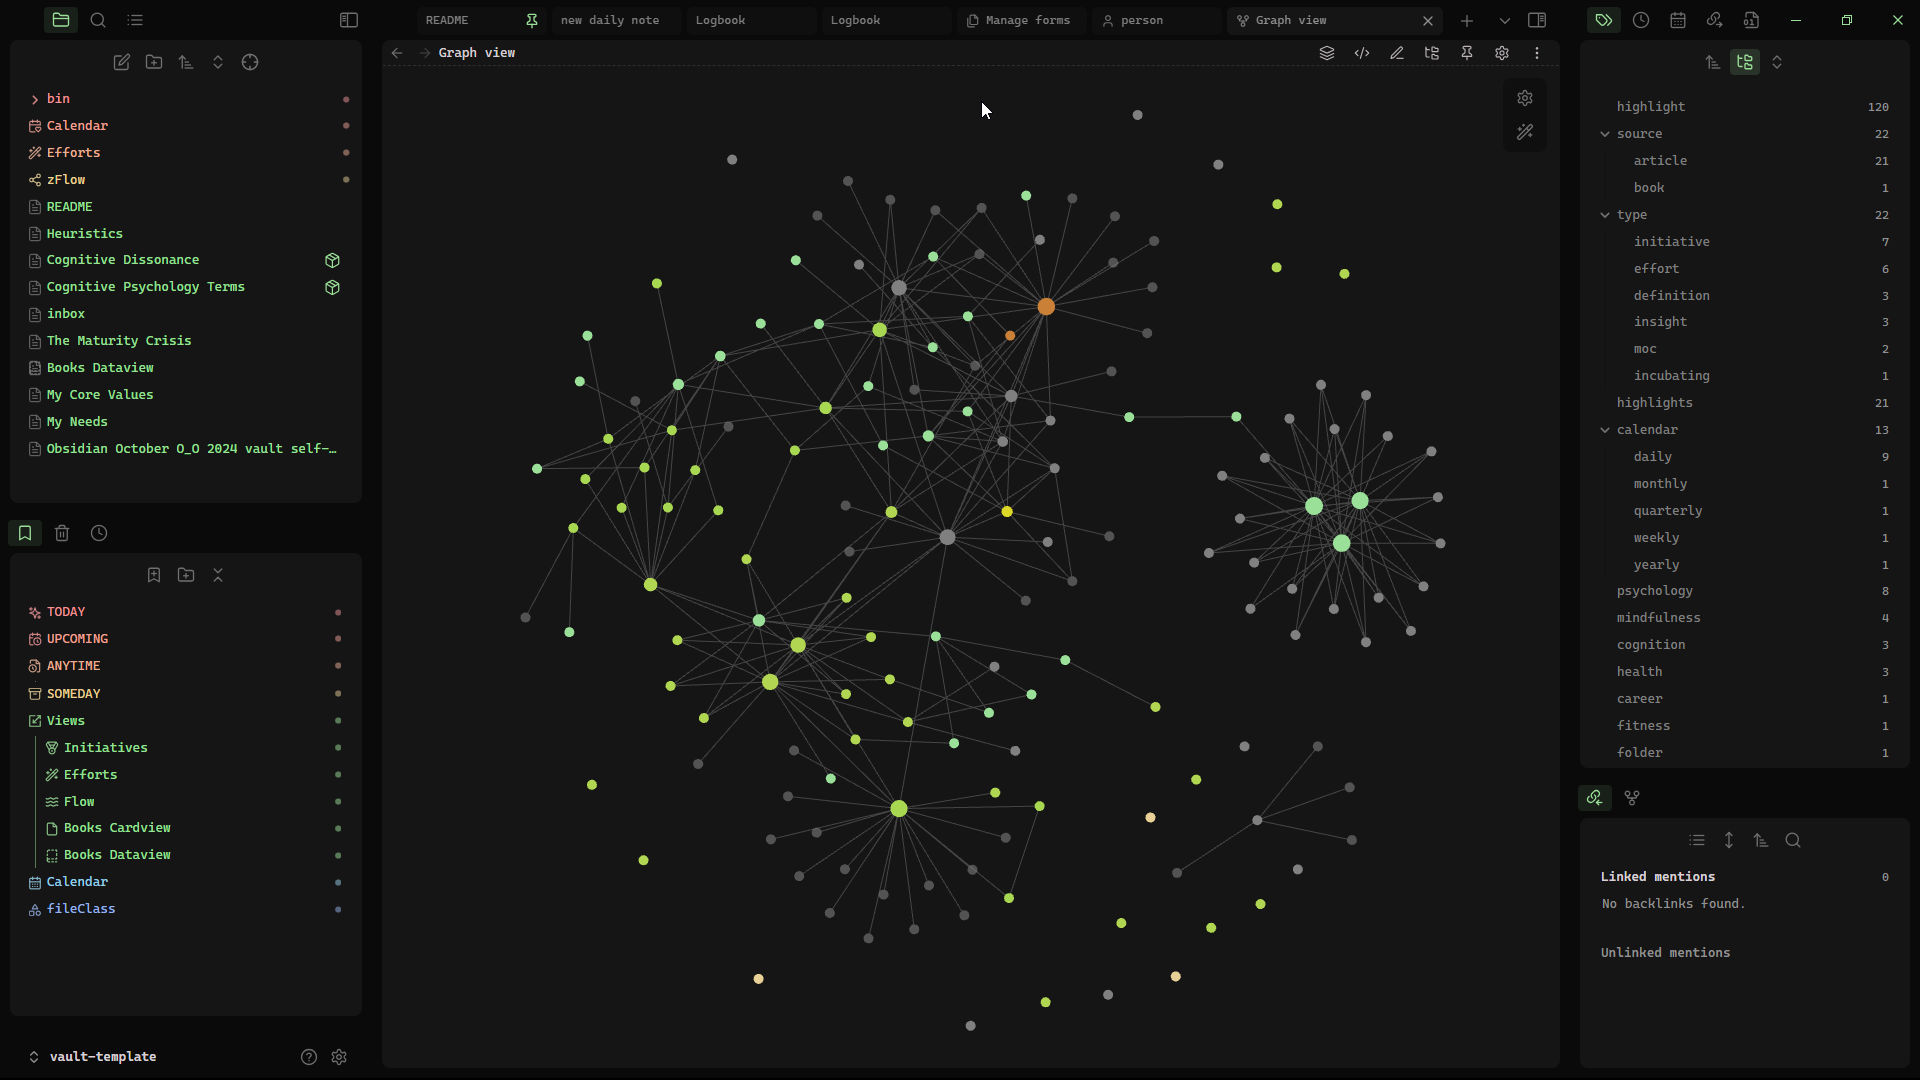 README
new daily note
Logbook
Logbook
Manage forms
person
Graph view
Graph view
bin
Calendar
Efforts
zFlow
README
Heuristics
Cognitive Dissonance
Cognitive Psychology Terms
inbox
The Maturity Crisis
Books Dataview
My Core Values
My Needs
Obsidian October O_O 2024 vault self-…
TODAY
UPCOMING
ANYTIME
SOMEDAY
Views
Initiatives
Efforts
Flow
Books Cardview
Books Dataview
Calendar
fileClass
vault-template
highlight 120
source 22
article 21
book 1
type 22
initiative 7
effort 6
definition 3
insight 3
moc 2
incubating 1
highlights 21
calendar 13
daily 9
monthly 1
quarterly 1
weekly 1
yearly 1
psychology 8
mindfulness 4
cognition 3
health 3
career 1
fitness 1
folder 1
Linked mentions 0
No backlinks found.
Unlinked mentions